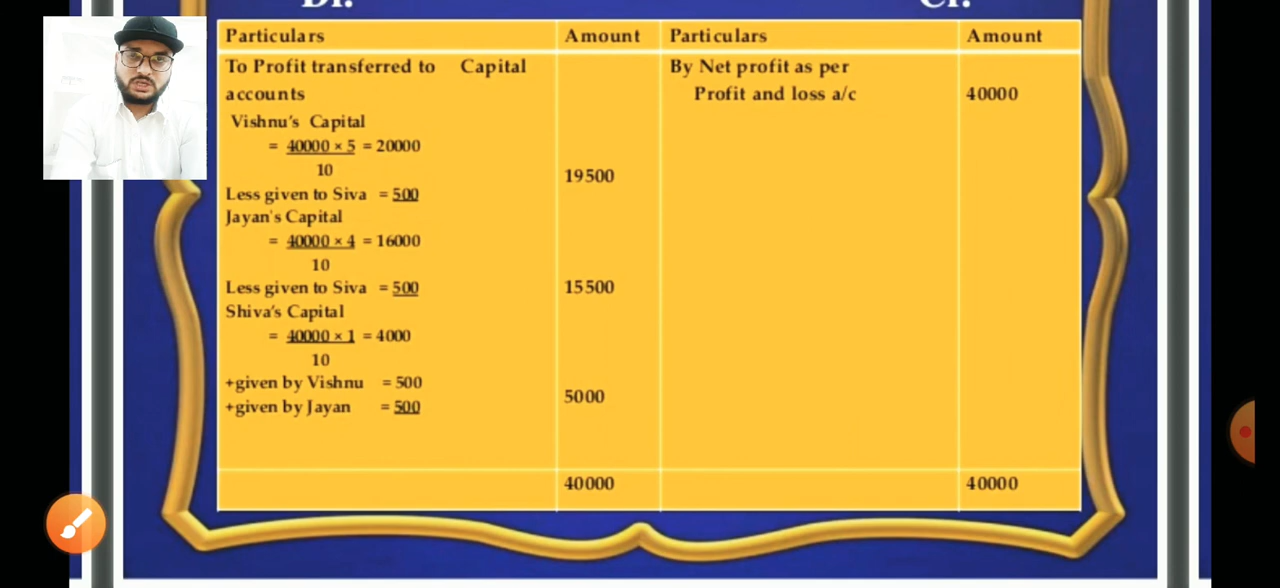 Dr. Cr.
Particulars Amount Particulars Amount
To Profit transferred to Capital
accounts
Vishnu's Capital
= 40000 × 5 = 20000
10
Less given to Siva = 500
19500
Jayan's Capital
= 40000 × 4 = 16000
10
Less given to Siva = 500
15500
Shiva's Capital
= 40000 × 1 = 4000
10
+given by Vishnu = 500
+given by Jayan = 500
5000
40000
By Net profit as per
Profit and loss a/c
40000
40000